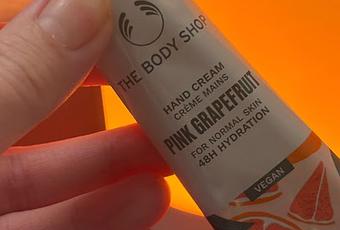 THE BODY SHOP
HAND CREAM
CRÈME MAINS
PINK GRAPEFRUIT
FOR NORMAL SKIN
48H HYDRATION
VEGAN